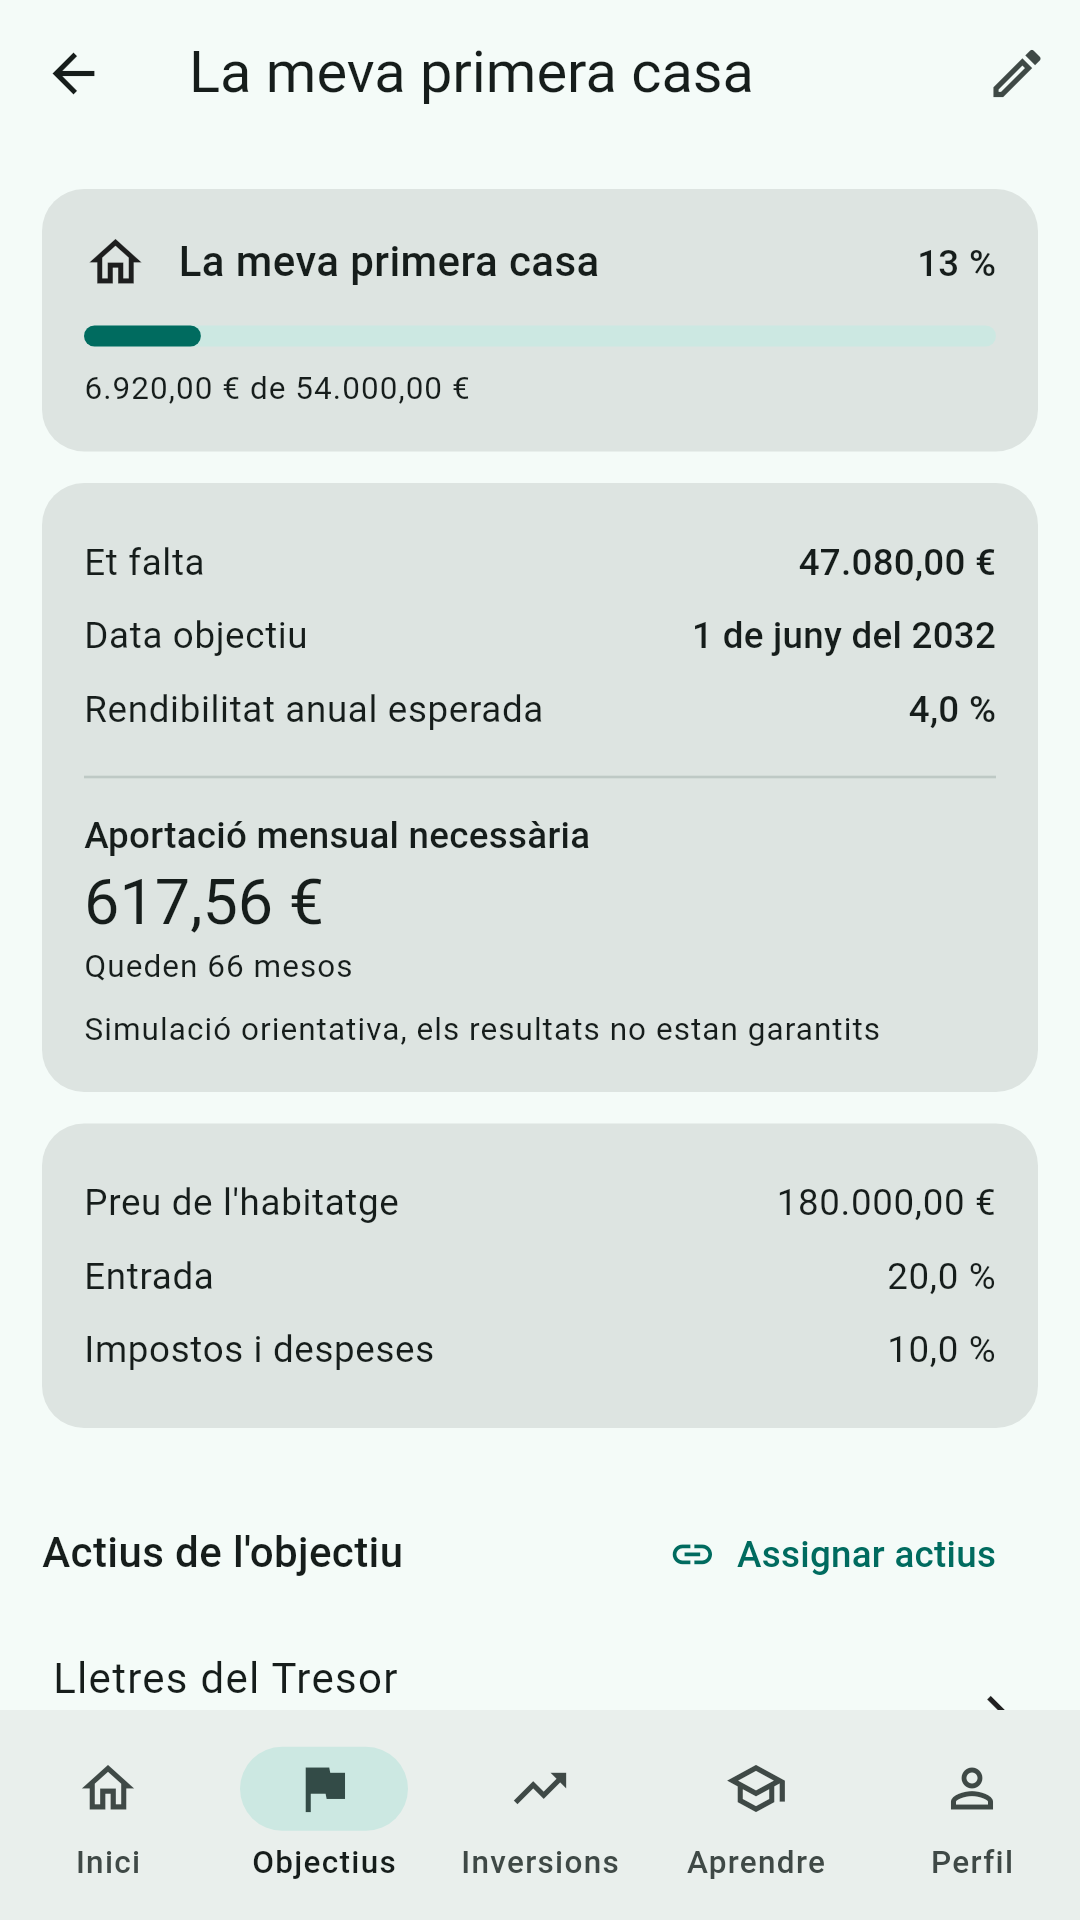 La meva primera casa
La meva primera casa 13 %
6.920,00 € de 54.000,00 €
Et falta 47.080,00 €
Data objectiu 1 de juny del 2032
Rendibilitat anual esperada 4,0 %
Aportació mensual necessària
617,56 €
Queden 66 mesos
Simulació orientativa, els resultats no estan garantits
Preu de l'habitatge 180.000,00 €
Entrada 20,0 %
Impostos i despeses 10,0 %
Actius de l'objectiu Assignar actius
Lletres del Tresor
Inici Objectius Inversions Aprendre Perfil